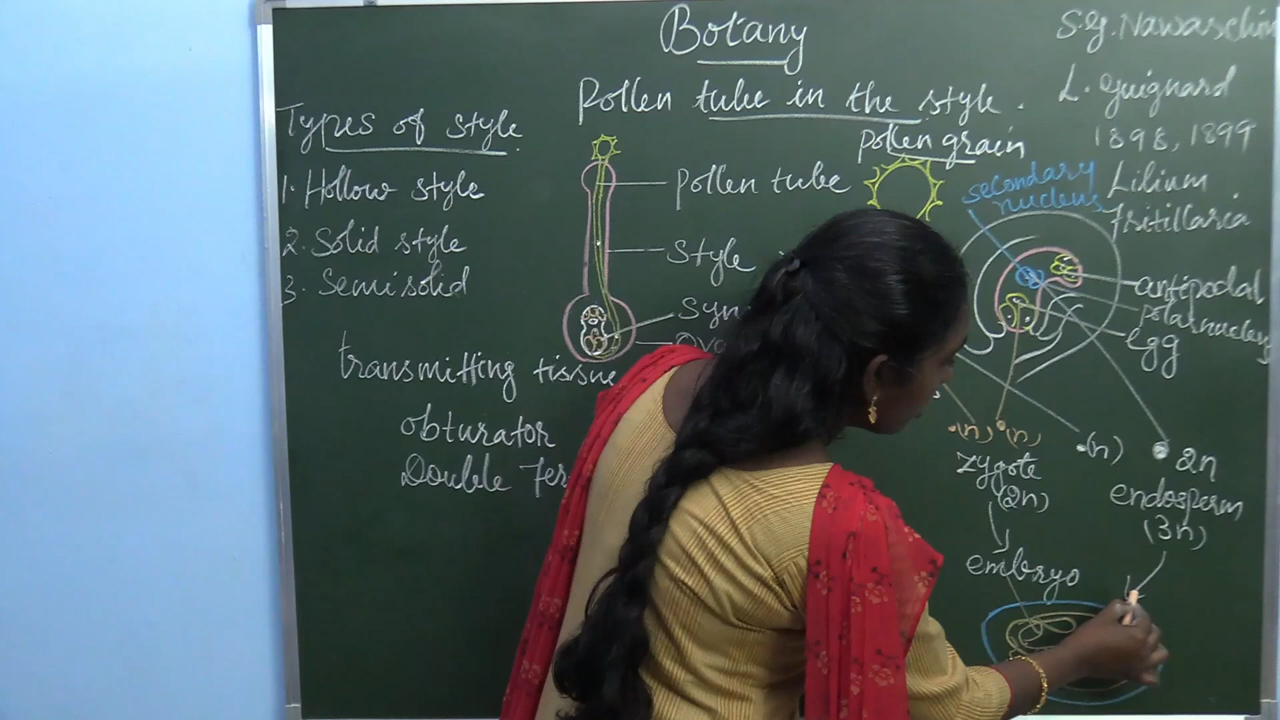 Botany
Pollen tube in the style.
Types of style
1. Hollow style
2. Solid style
3. Semisolid
transmitting tissue
obturator
Double
pollen tube
style
pollen grain
S.G. Nawaschin
L. Guignard
1898, 1899
Lilium
Fritillaria
secondary
nucleus
antipodal
polar nucleus
egg
(n) (n)
(n)
2n
zygote
(2n)
endosperm
(3n)
embryo